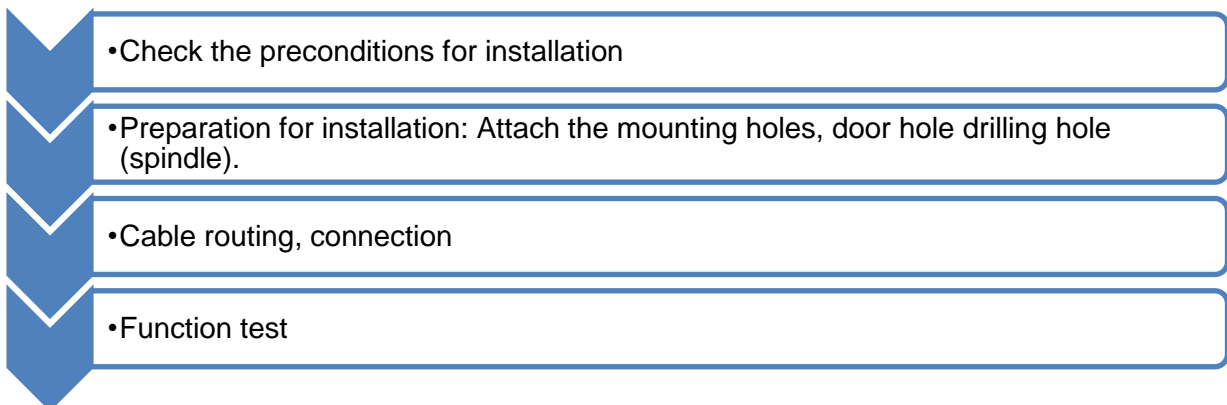 •Check the preconditions for installation
•Preparation for installation: Attach the mounting holes, door hole drilling hole
(spindle).
•Cable routing, connection
•Function test